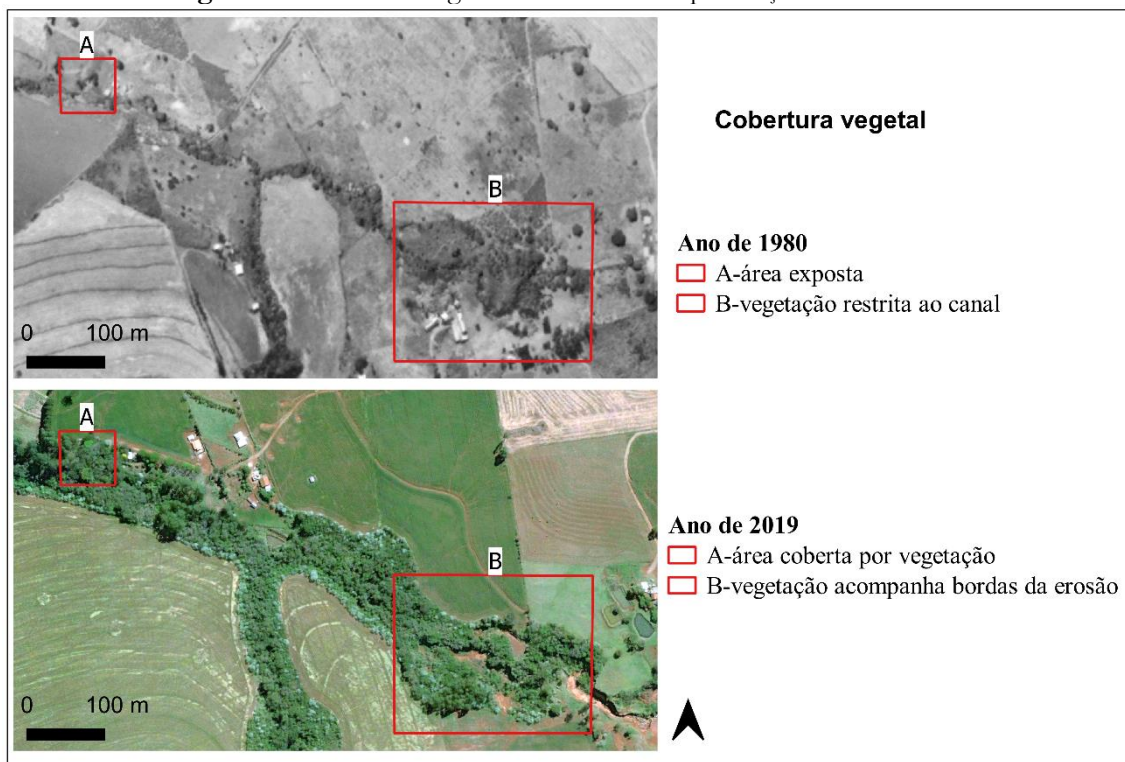 A
B
0 100 m
Cobertura vegetal
Ano de 1980
A-área exposta
B-vegetação restrita ao canal
A
B
0 100 m
Ano de 2019
A-área coberta por vegetação
B-vegetação acompanha bordas da erosão